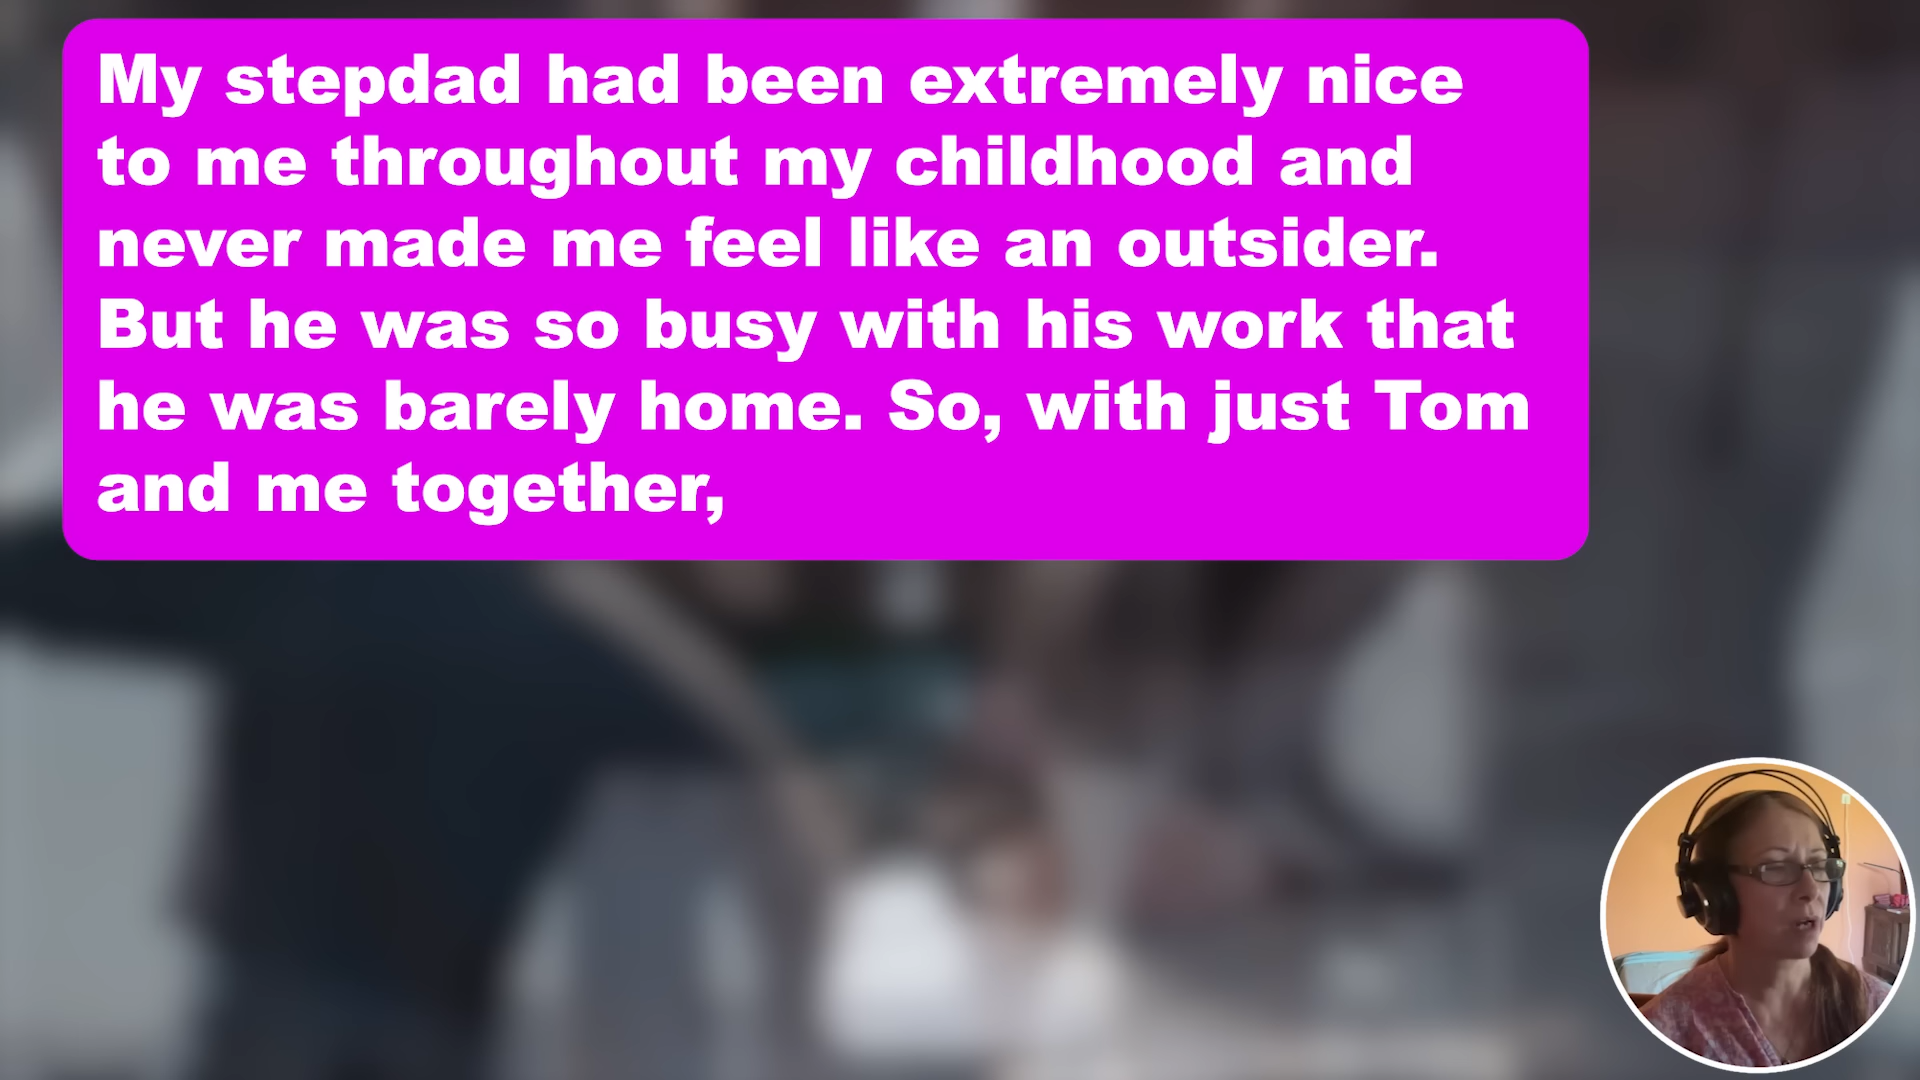 My stepdad had been extremely nice
to me throughout my childhood and
never made me feel like an outsider.
But he was so busy with his work that
he was barely home. So, with just Tom
and me together,